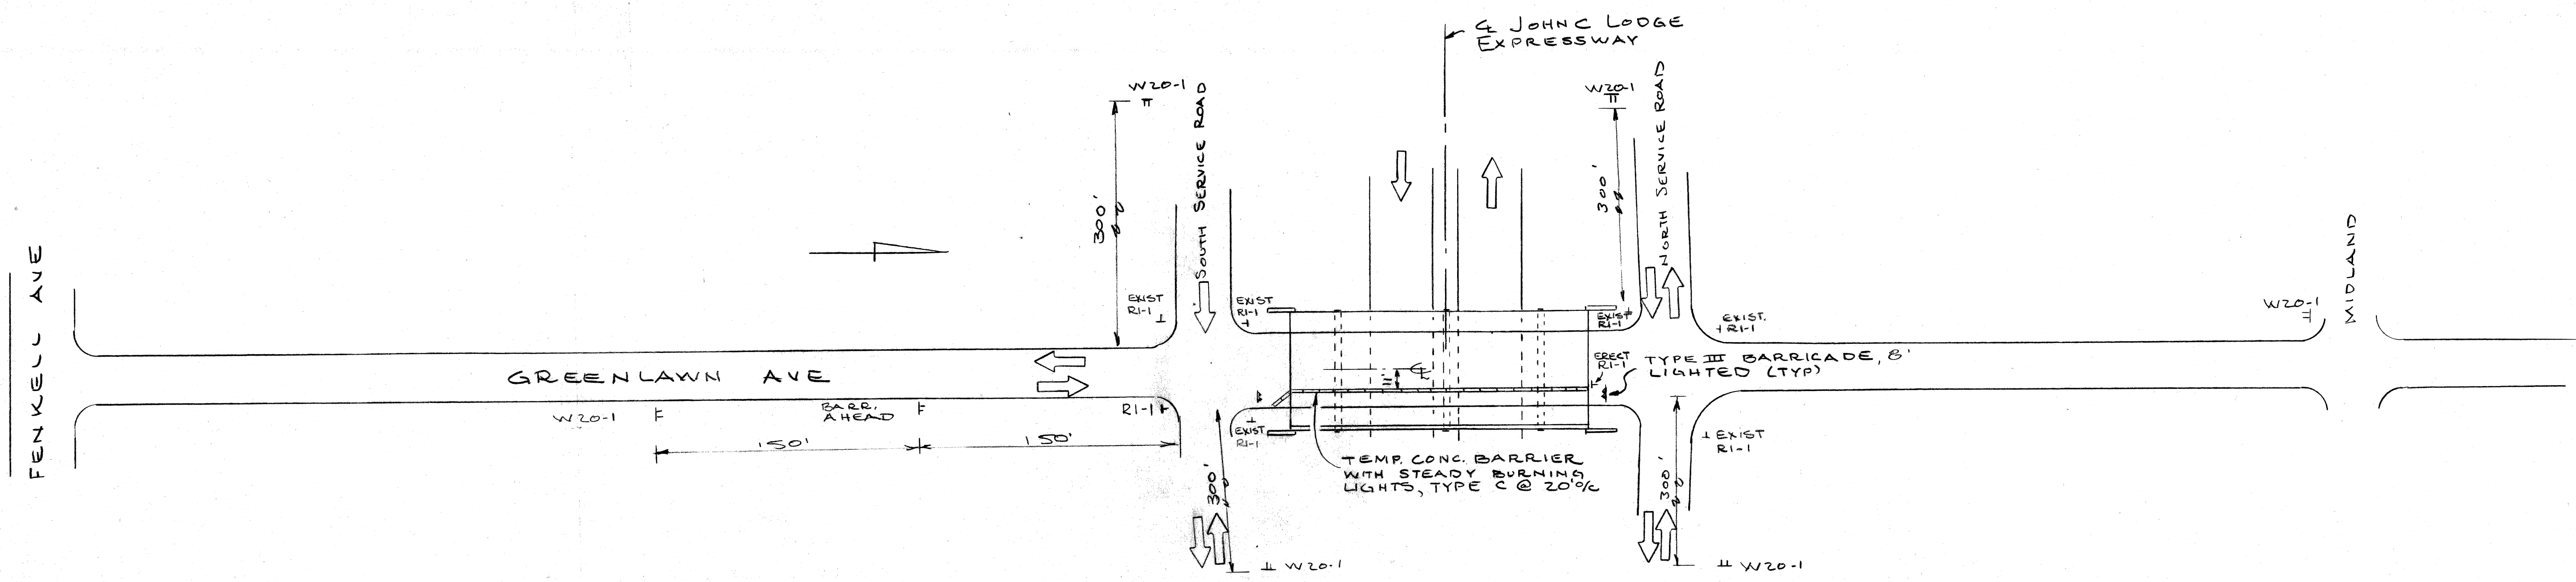 ℄ JOHN C LODGE
EXPRESSWAY
W20-1
W20-1
SOUTH SERVICE ROAD
NORTH SERVICE ROAD
300'
300'
FENKELL AVE
MIDLAND
EXIST
R1-1
EXIST
R1-1
EXIST
R1-1
EXIST.
R1-1
W20-1
GREENLAWN AVE
℄
11'
ERECT
R1-1
TYPE III BARRICADE, 8'
LIGHTED (TYP)
W20-1
BARR.
AHEAD
R1-1
EXIST
R1-1
EXIST
R1-1
150'
150'
TEMP. CONC. BARRIER
WITH STEADY BURNING
LIGHTS, TYPE C @ 20' o/c
300'
300'
W20-1
W20-1